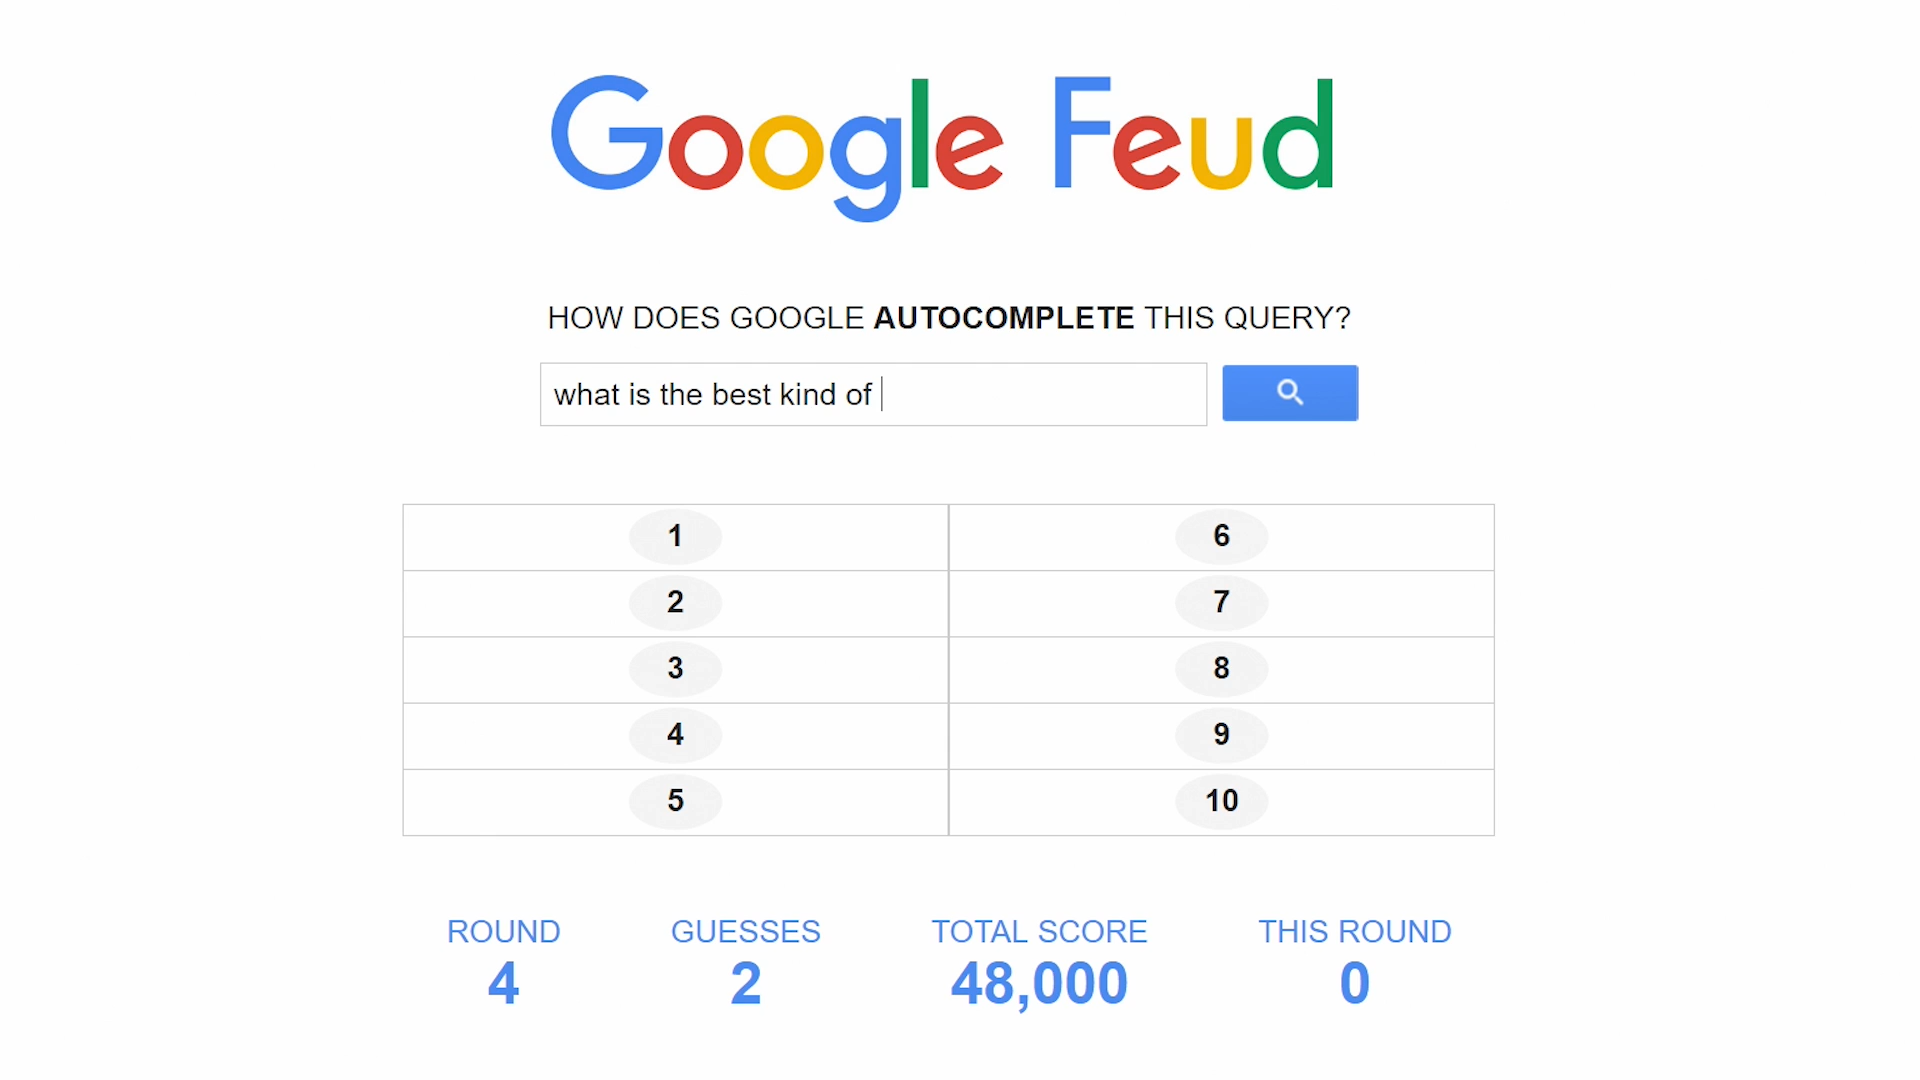 Google Feud
HOW DOES GOOGLE AUTOCOMPLETE THIS QUERY?
what is the best kind of
1
6
2
7
3
8
4
9
5
10
ROUND GUESSES TOTAL SCORE THIS ROUND
4 2 48,000 0